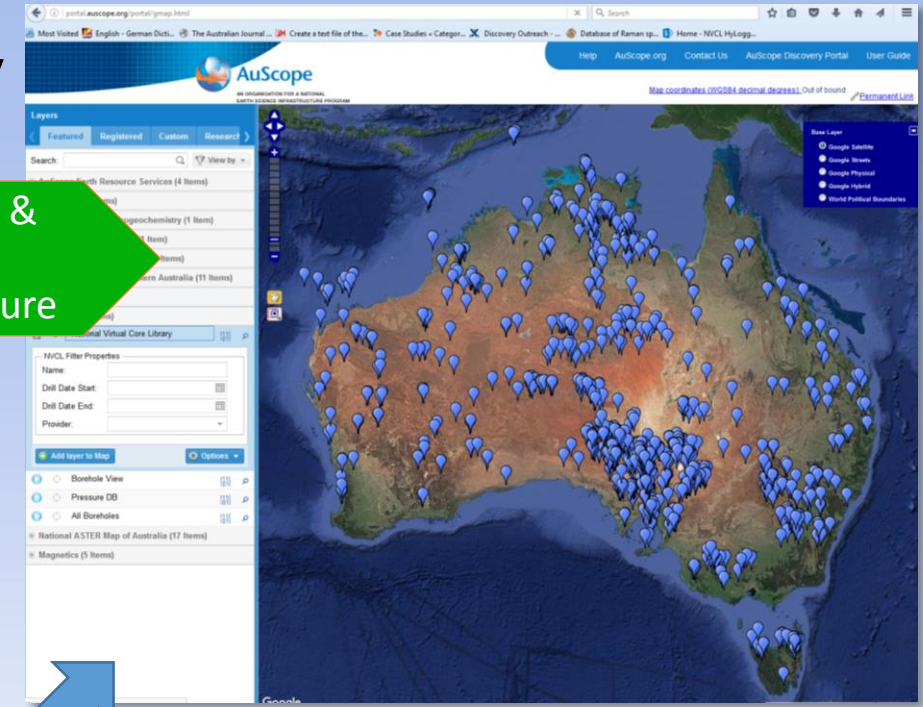 portal.auscope.org/portal/gmap.html
Search
Most Visited English - German Dicti... The Australian Journal ... Create a text file of the... Case Studies « Categor... Discovery Outreach - ... Database of Raman sp... Home - NVCL HyLogg...
AuScope
AN ORGANISATION FOR A NATIONAL
EARTH SCIENCE INFRASTRUCTURE PROGRAM
Help AuScope.org Contact Us AuScope Discovery Portal User Guide
Map coordinates (WGS84 decimal degrees): Out of bound
Permanent Link
Layers
Featured Registered Custom Research
Search: View by
Earth Resource Services (4 Items)
geochemistry (1 Item)
Item)
Items)
Australia (11 Items)
&
ure
Virtual Core Library
NVCL Filter Properties
Name:
Drill Date Start:
Drill Date End:
Provider:
Add layer to Map Options
Borehole View
Pressure DB
All Boreholes
National ASTER Map of Australia (17 Items)
Magnetics (5 Items)
Base Layer
Google Satellite
Google Streets
Google Physical
Google Hybrid
World Political Boundaries
Google